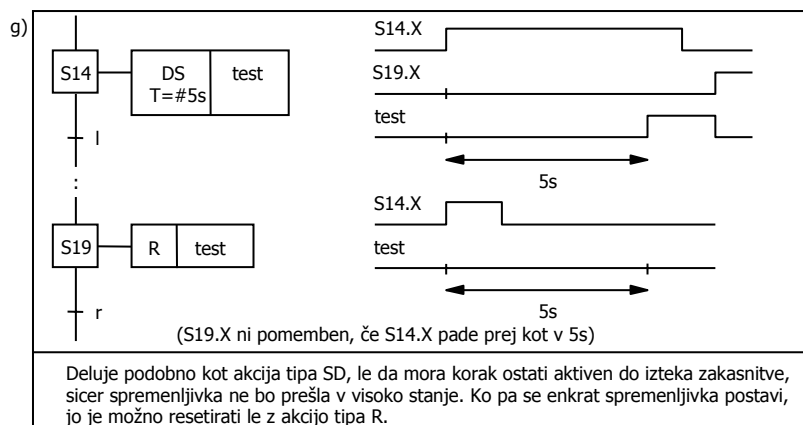 g)
S14
DS
T=#5s
test
l
:
S19
R
test
r
S14.X
S19.X
test
5s
S14.X
test
5s
(S19.X ni pomemben, če S14.X pade prej kot v 5s)
Deluje podobno kot akcija tipa SD, le da mora korak ostati aktiven do izteka zakasnitve,
sicer spremenljivka ne bo prešla v visoko stanje. Ko pa se enkrat spremenljivka postavi,
jo je možno resetirati le z akcijo tipa R.